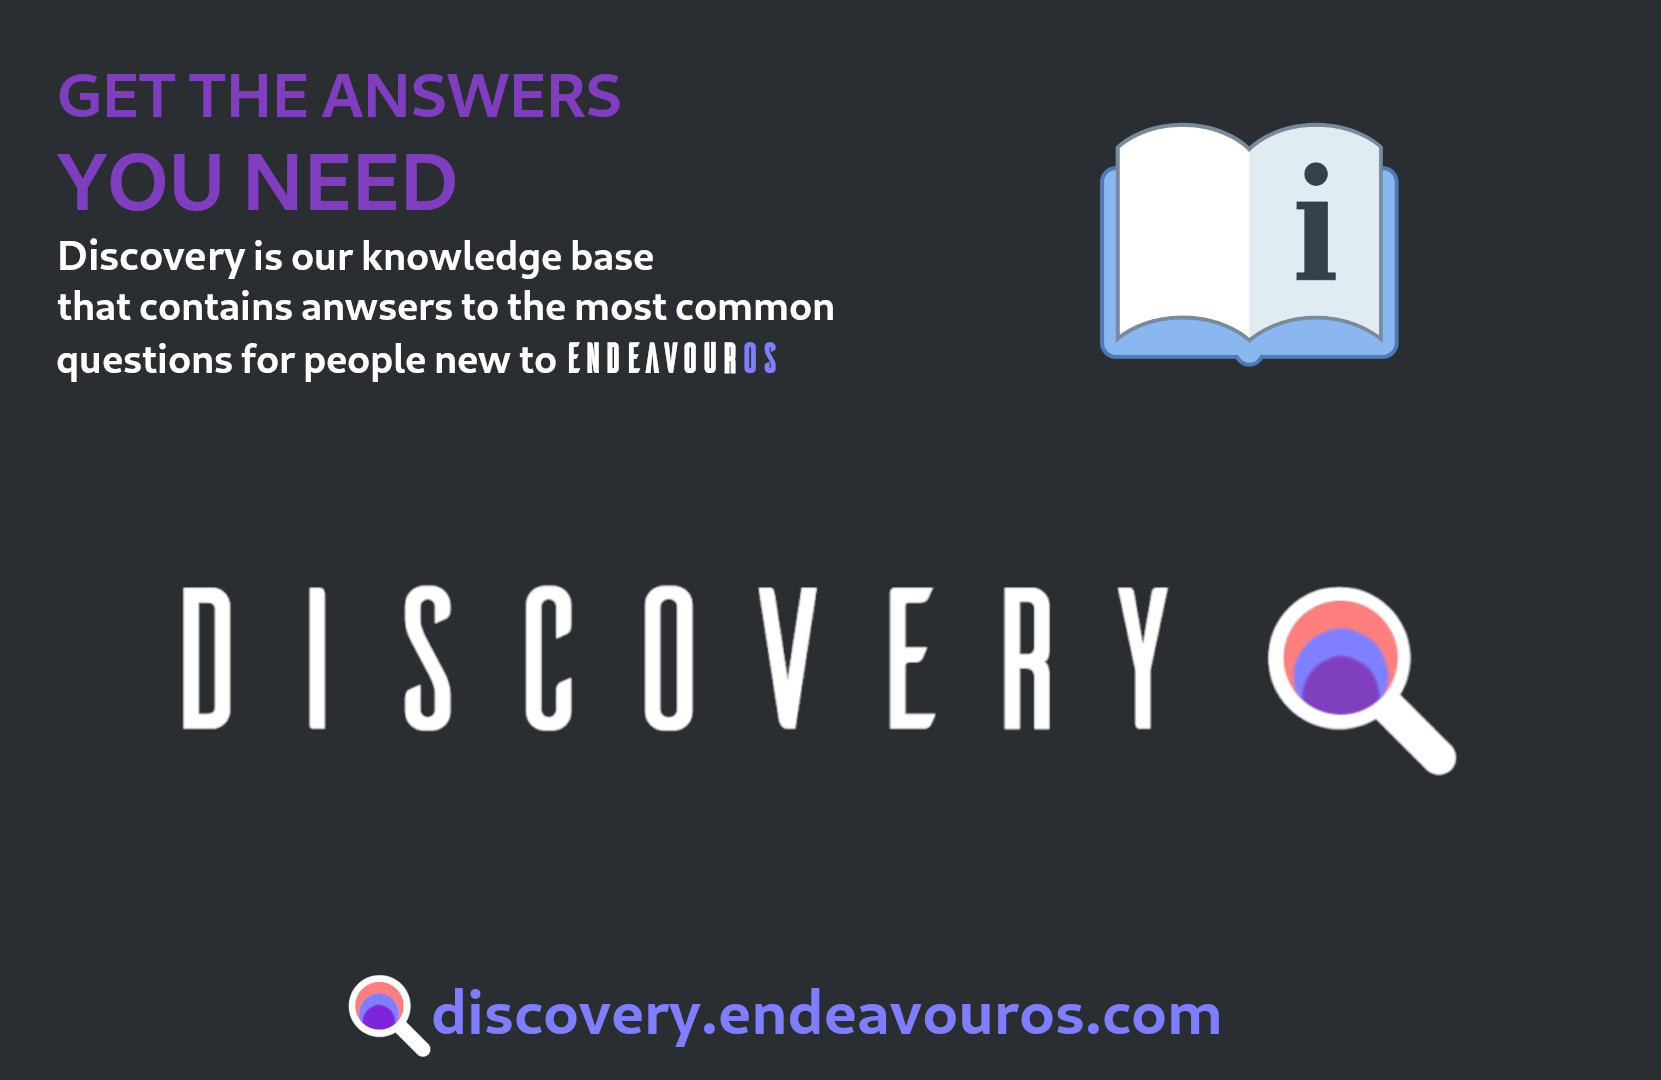 GET THE ANSWERS
YOU NEED
Discovery is our knowledge base
that contains anwsers to the most common
questions for people new to ENDEAVOUROS
i
DISCOVERY
discovery.endeavouros.com